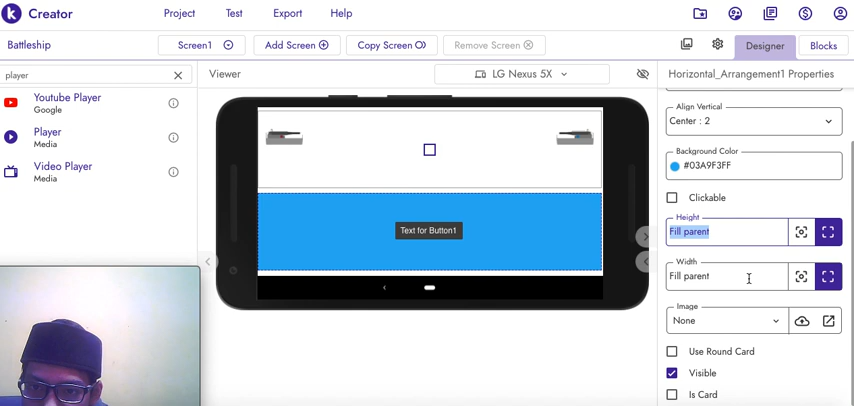 Creator
Project
Test
Export
Help
Battleship
Screen1
Add Screen
Copy Screen
Remove Screen
Designer
Blocks
player
Youtube Player
Google
Player
Media
Video Player
Media
Viewer
LG Nexus 5X
Text for Button1
Horizontal_Arrangement1 Properties
Align Vertical
Center : 2
Background Color
#03A9F3FF
Clickable
Height
Fill parent
Width
Fill parent
Image
None
Use Round Card
Visible
Is Card